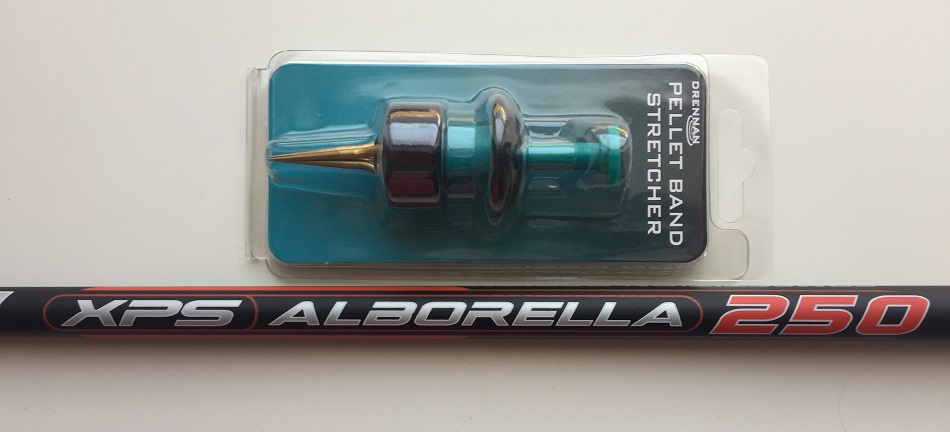 DRENNAN
PELLET BAND
STRETCHER
XPS ALBORELLA 250